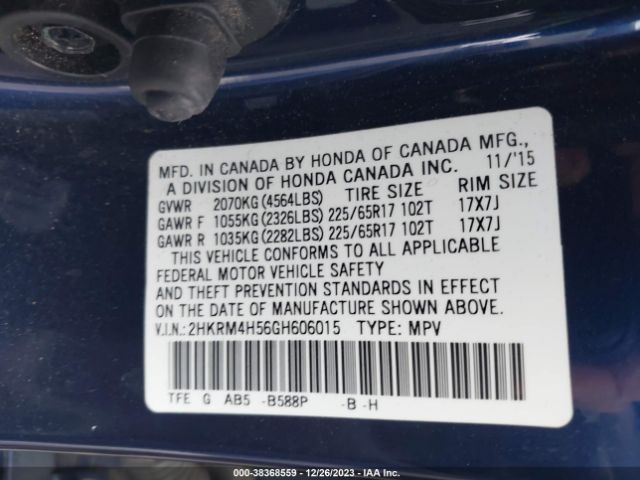 MFD. IN CANADA BY HONDA OF CANADA MFG.,
A DIVISION OF HONDA CANADA INC. 11/'15
GVWR 2070KG(4564LBS) TIRE SIZE RIM SIZE
GAWR F 1055KG(2326LBS) 225/65R17 102T 17X7J
GAWR R 1035KG(2282LBS) 225/65R17 102T 17X7J
THIS VEHICLE CONFORMS TO ALL APPLICABLE
FEDERAL MOTOR VEHICLE SAFETY
AND THEFT PREVENTION STANDARDS IN EFFECT
ON THE DATE OF MANUFACTURE SHOWN ABOVE.
V.I.N.: 2HKRM4H56GH606015 TYPE: MPV
TFE G AB5 -B588P -B -H
000-38368559 - 12/26/2023 - IAA Inc.